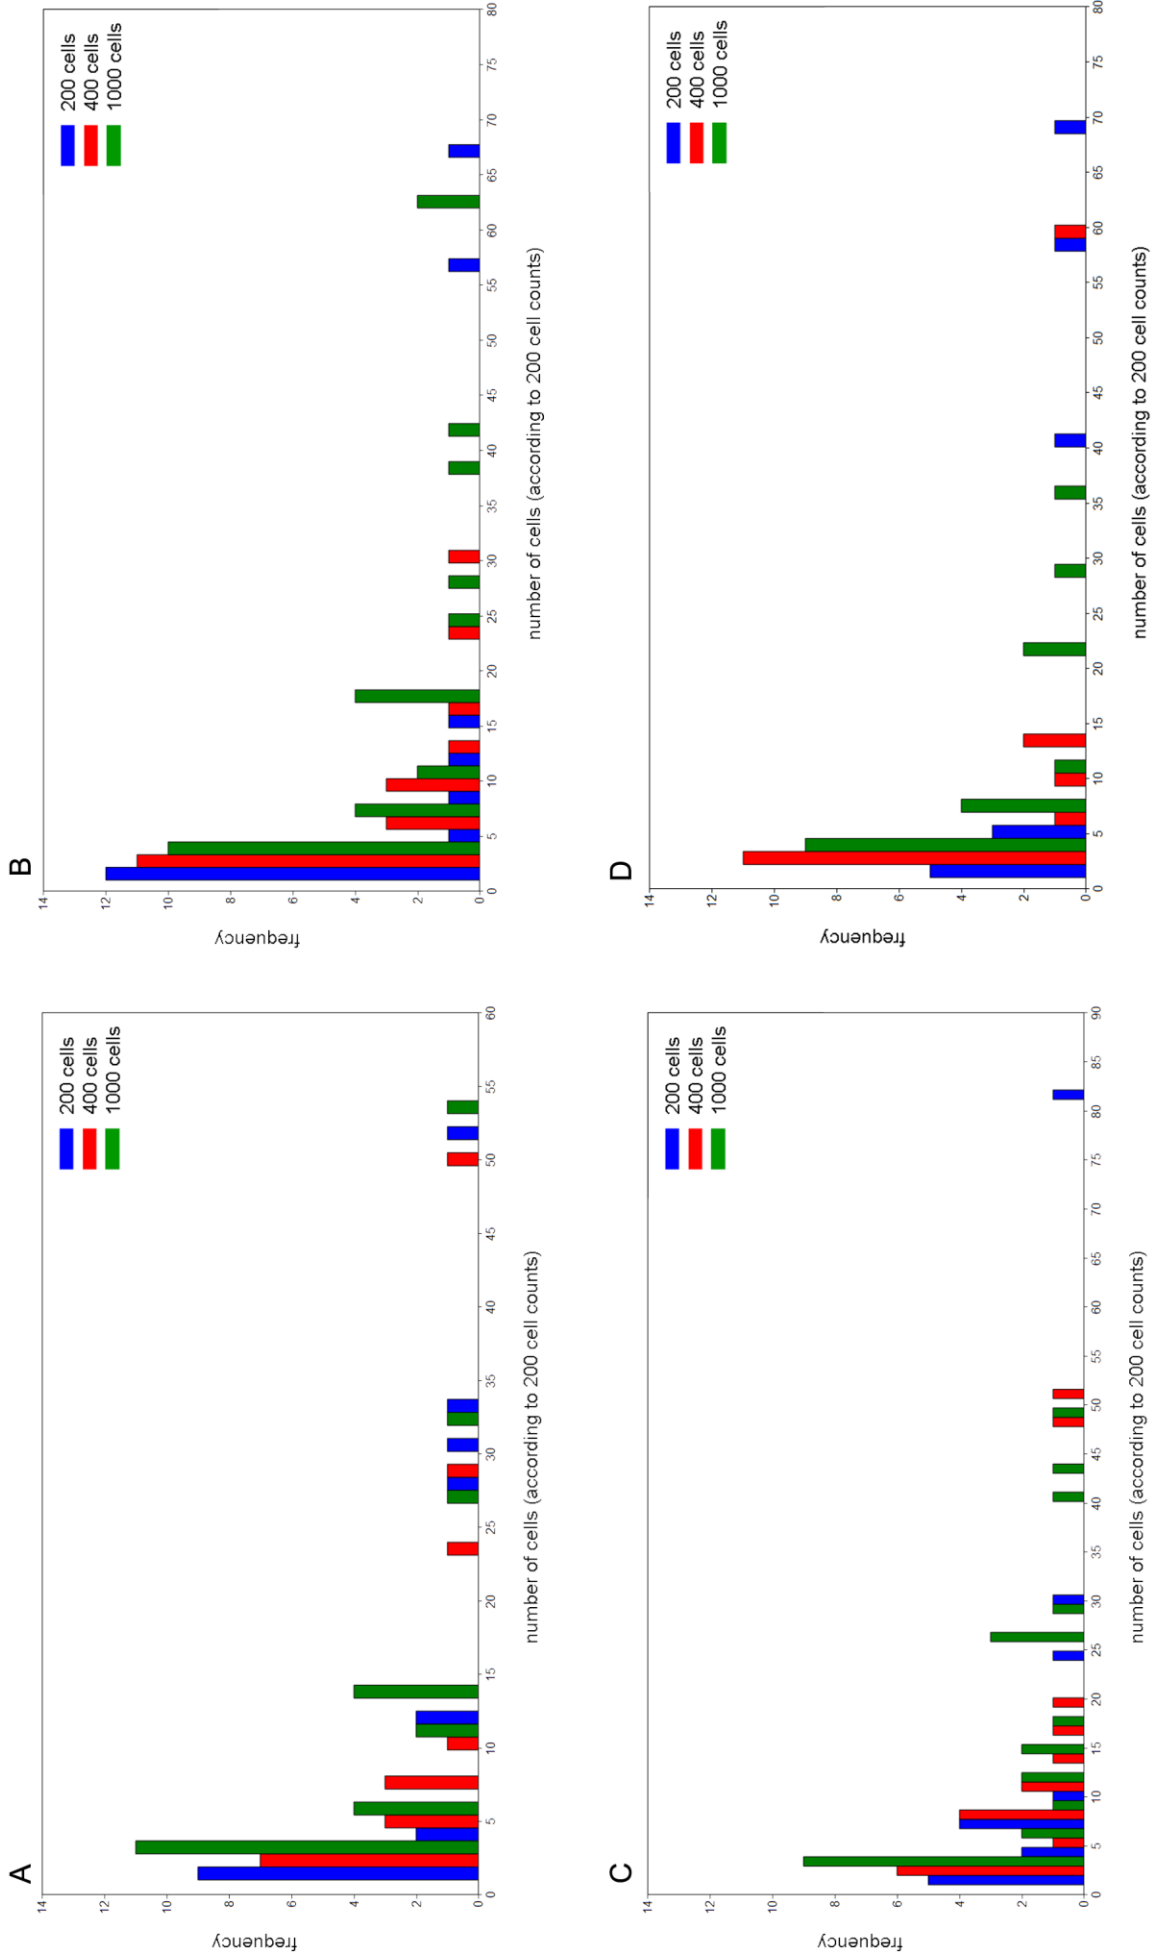 A
14
12
10
8
6
4
2
0
frequency
0 5 10 15 20 25 30 35 40 45 50 55 60
number of cells (according to 200 cell counts)
200 cells
400 cells
1000 cells
B
14
12
10
8
6
4
2
0
frequency
0 5 10 15 20 25 30 35 40 45 50 55 60 65 70 75 80
number of cells (according to 200 cell counts)
200 cells
400 cells
1000 cells
C
14
12
10
8
6
4
2
0
frequency
0 5 10 15 20 25 30 35 40 45 50 55 60 65 70 75 80 85 90
number of cells (according to 200 cell counts)
200 cells
400 cells
1000 cells
D
14
12
10
8
6
4
2
0
frequency
0 5 10 15 20 25 30 35 40 45 50 55 60 65 70 75 80
number of cells (according to 200 cell counts)
200 cells
400 cells
1000 cells